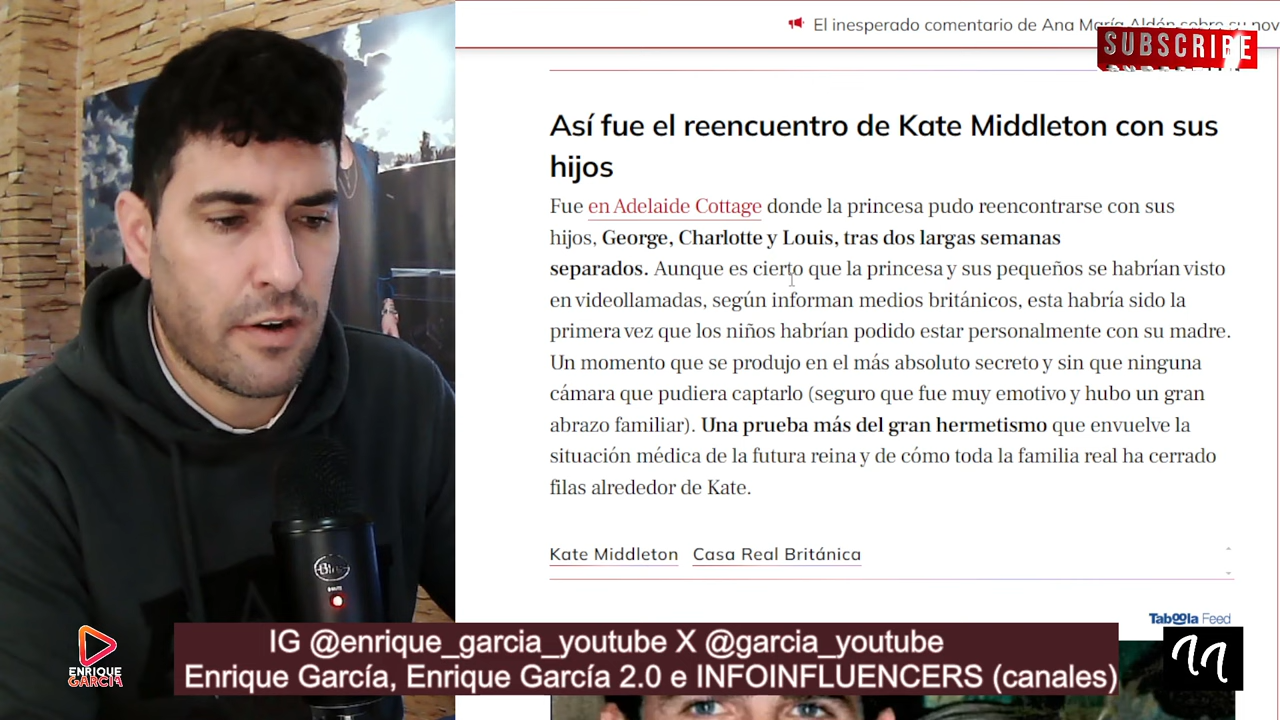 El inesperado comentario de Ana María Aldón sobre su nov
SUBSCRIBE
Así fue el reencuentro de Kate Middleton con sus
hijos
Fue en Adelaide Cottage donde la princesa pudo reencontrarse con sus
hijos, George, Charlotte y Louis, tras dos largas semanas
separados. Aunque es cierto que la princesa y sus pequeños se habrían visto
en videollamadas, según informan medios británicos, esta habría sido la
primera vez que los niños habrían podido estar personalmente con su madre.
Un momento que se produjo en el más absoluto secreto y sin que ninguna
cámara que pudiera captarlo (seguro que fue muy emotivo y hubo un gran
abrazo familiar). Una prueba más del gran hermetismo que envuelve la
situación médica de la futura reina y de cómo toda la familia real ha cerrado
filas alrededor de Kate.
Kate Middleton Casa Real Británica
Taboola Feed
Blue
ENRIQUE
GARCÍA
IG @enrique_garcia_youtube X @garcia_youtube
Enrique García, Enrique García 2.0 e INFOINFLUENCERS (canales)